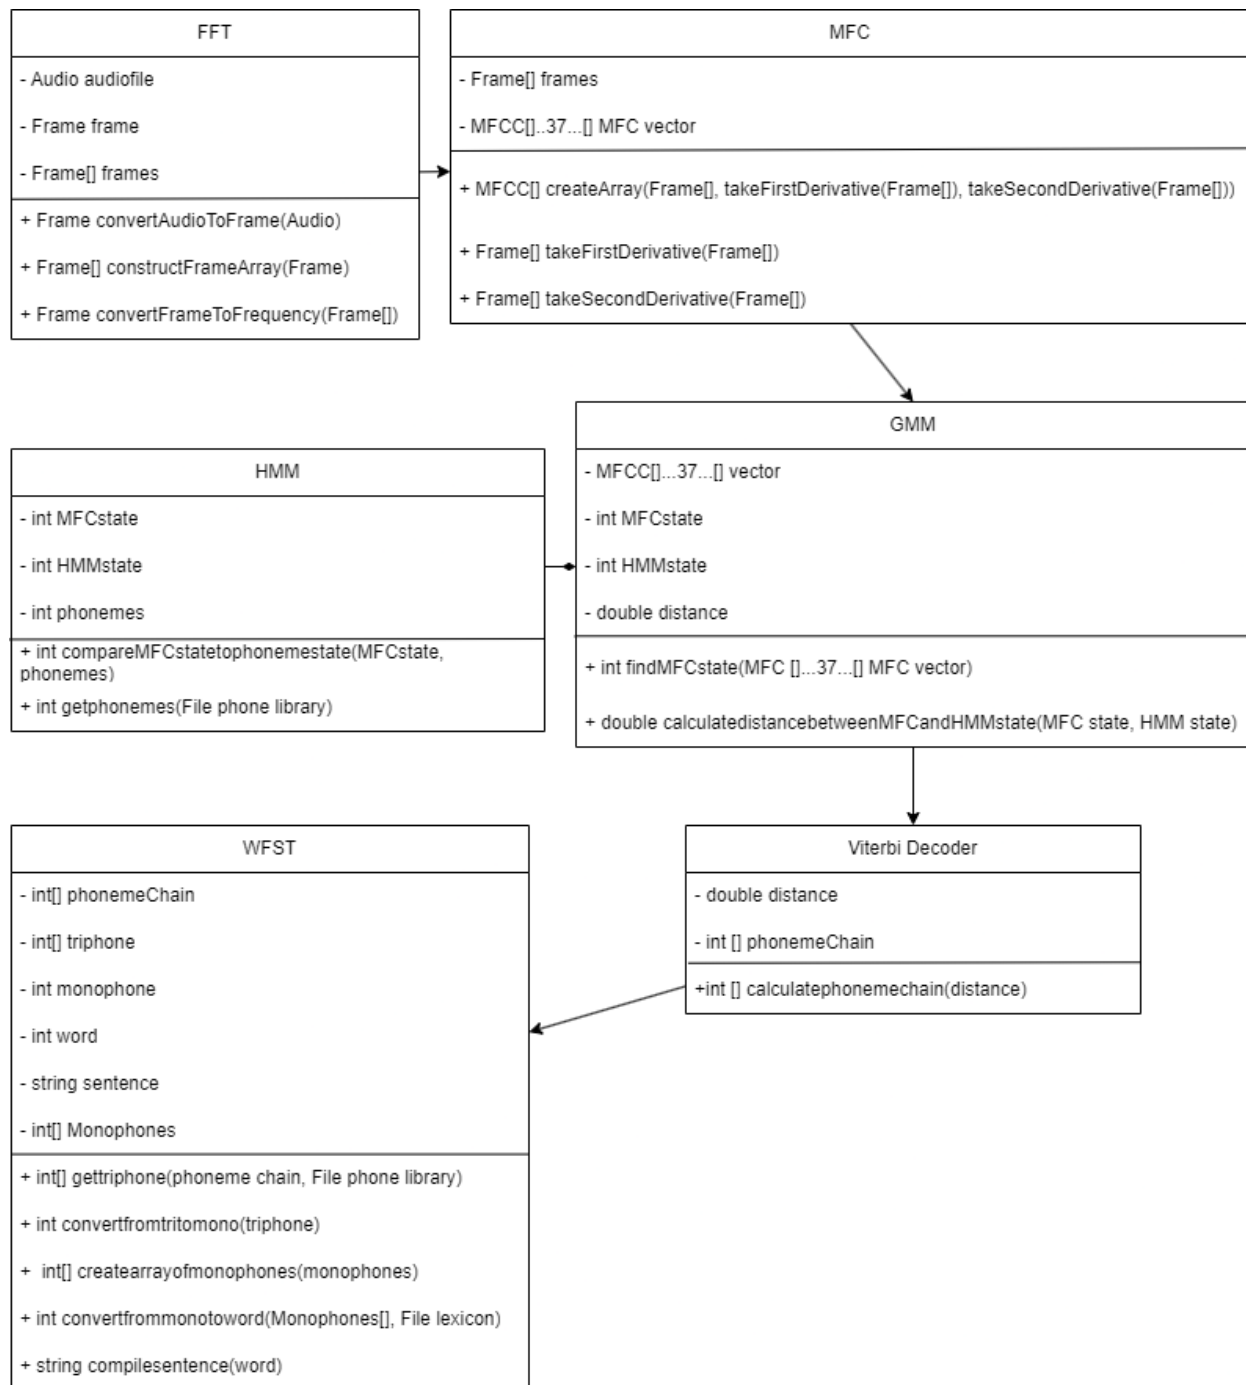 FFT
- Audio audiofile
- Frame frame
- Frame[] frames
+ Frame convertAudioToFrame(Audio)
+ Frame[] constructFrameArray(Frame)
+ Frame convertFrameToFrequency(Frame[])
MFC
- Frame[] frames
- MFCC[]..37...[] MFC vector
+ MFCC[] createArray(Frame[], takeFirstDerivative(Frame[]), takeSecondDerivative(Frame[]))
+ Frame[] takeFirstDerivative(Frame[])
+ Frame[] takeSecondDerivative(Frame[])
HMM
- int MFCstate
- int HMMstate
- int phonemes
+ int compareMFCstatetophonemestate(MFCstate,
phonemes)
+ int getphonemes(File phone library)
GMM
- MFCC[]...37...[] vector
- int MFCstate
- int HMMstate
- double distance
+ int findMFCstate(MFC []...37...[] MFC vector)
+ double calculatedistancebetweenMFCandHMMstate(MFC state, HMM state)
WFST
- int[] phonemeChain
- int[] triphone
- int monophone
- int word
- string sentence
- int[] Monophones
+ int[] gettriphone(phoneme chain, File phone library)
+ int convertfromtritomono(triphone)
+  int[] createarrayofmonophones(monophones)
+ int convertfrommonotoword(Monophones[], File lexicon)
+ string compilesentence(word)
Viterbi Decoder
- double distance
- int [] phonemeChain
+int [] calculatephonemechain(distance)